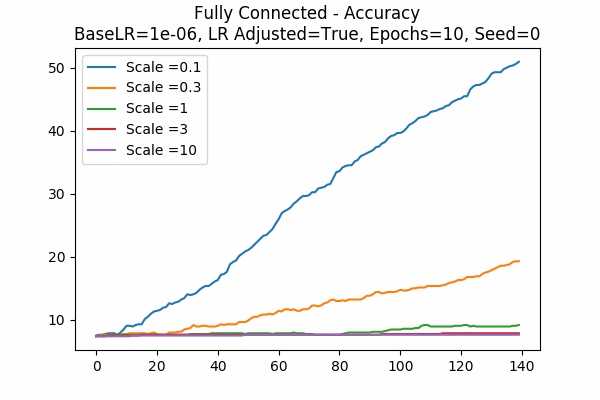 Fully Connected - Accuracy
BaseLR=1e-06, LR Adjusted=True, Epochs=10, Seed=0
50
40
30
20
10
Scale =0.1
Scale =0.3
Scale =1
Scale =3
Scale =10
0 20 40 60 80 100 120 140